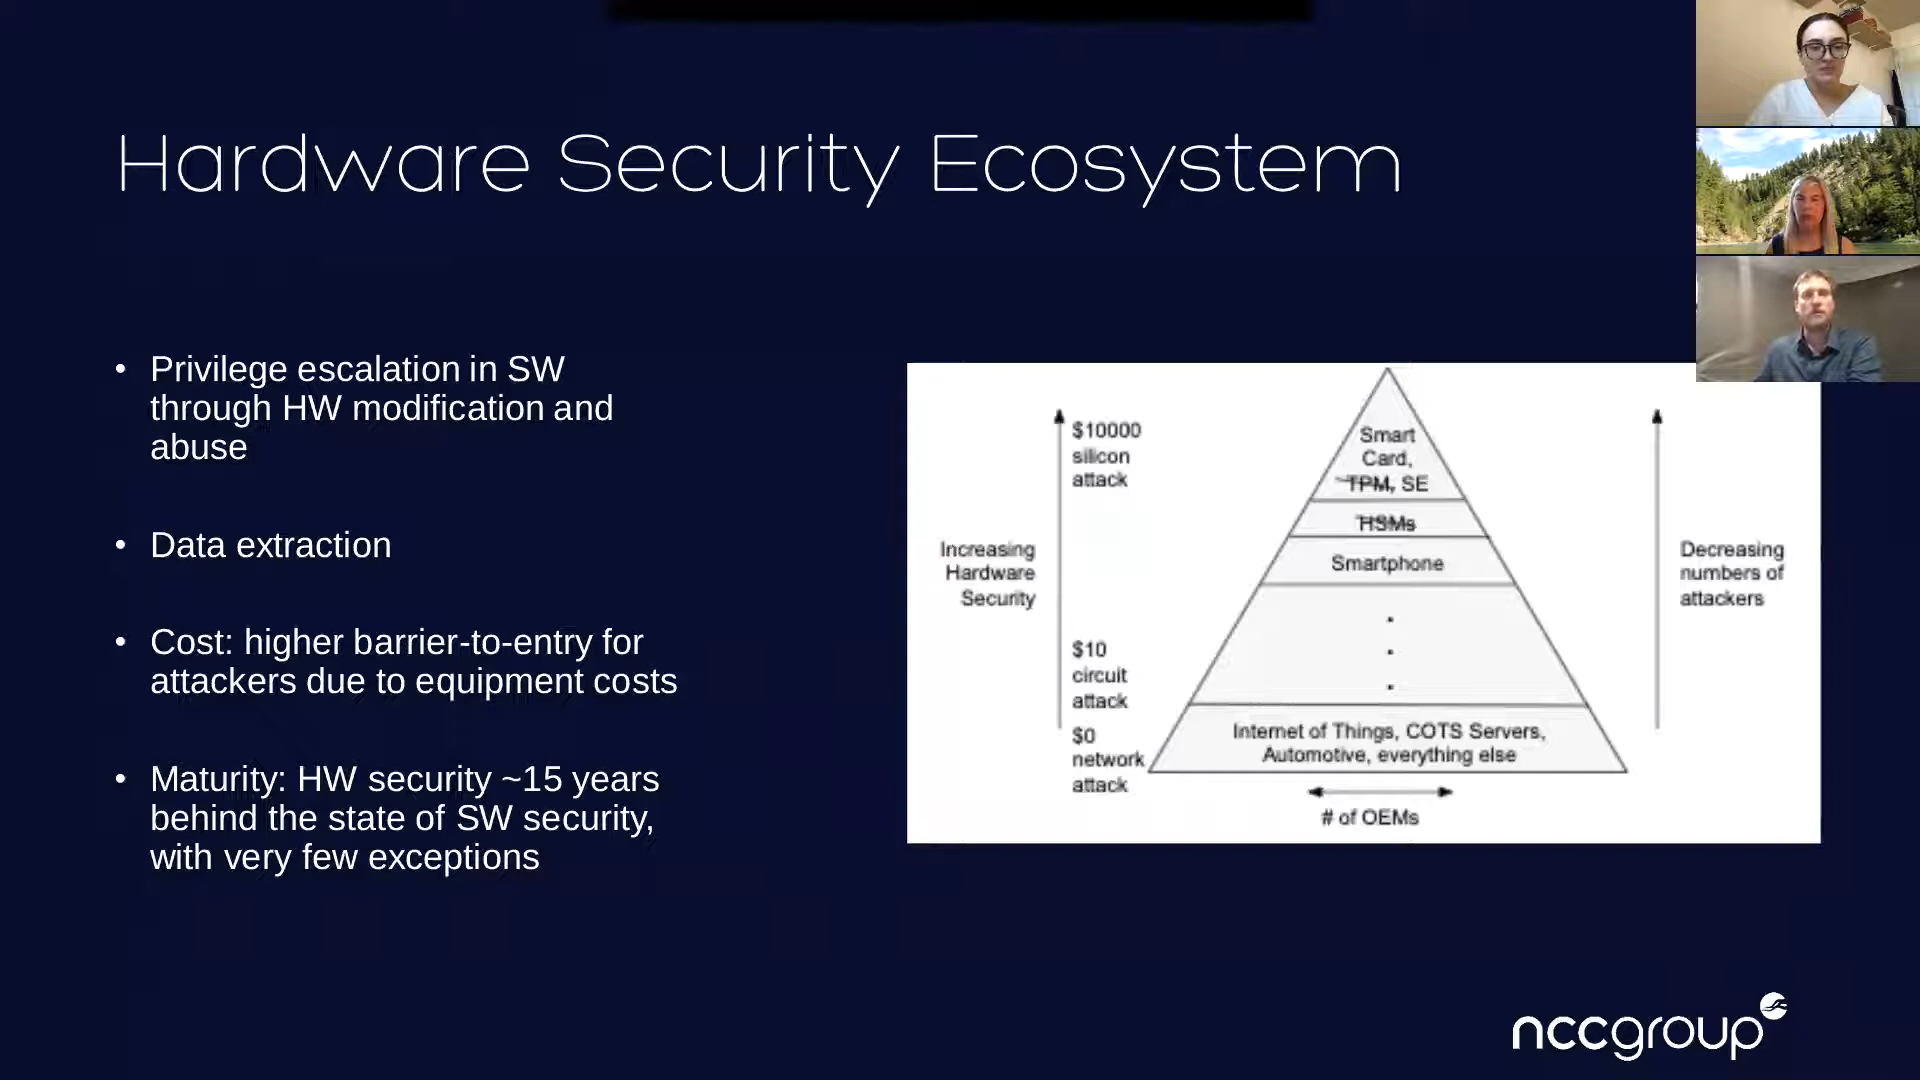 Hardware Security Ecosystem
• Privilege escalation in SW
through HW modification and
abuse
• Data extraction
• Cost: higher barrier-to-entry for
attackers due to equipment costs
• Maturity: HW security ~15 years
behind the state of SW security,
with very few exceptions
Increasing
Hardware
Security
$10000
silicon
attack
$10
circuit
attack
$0
network
attack
Smart
Card,
TPM, SE
HSMs
Smartphone
Internet of Things, COTS Servers,
Automotive, everything else
# of OEMs
Decreasing
numbers of
attackers
nccgroup